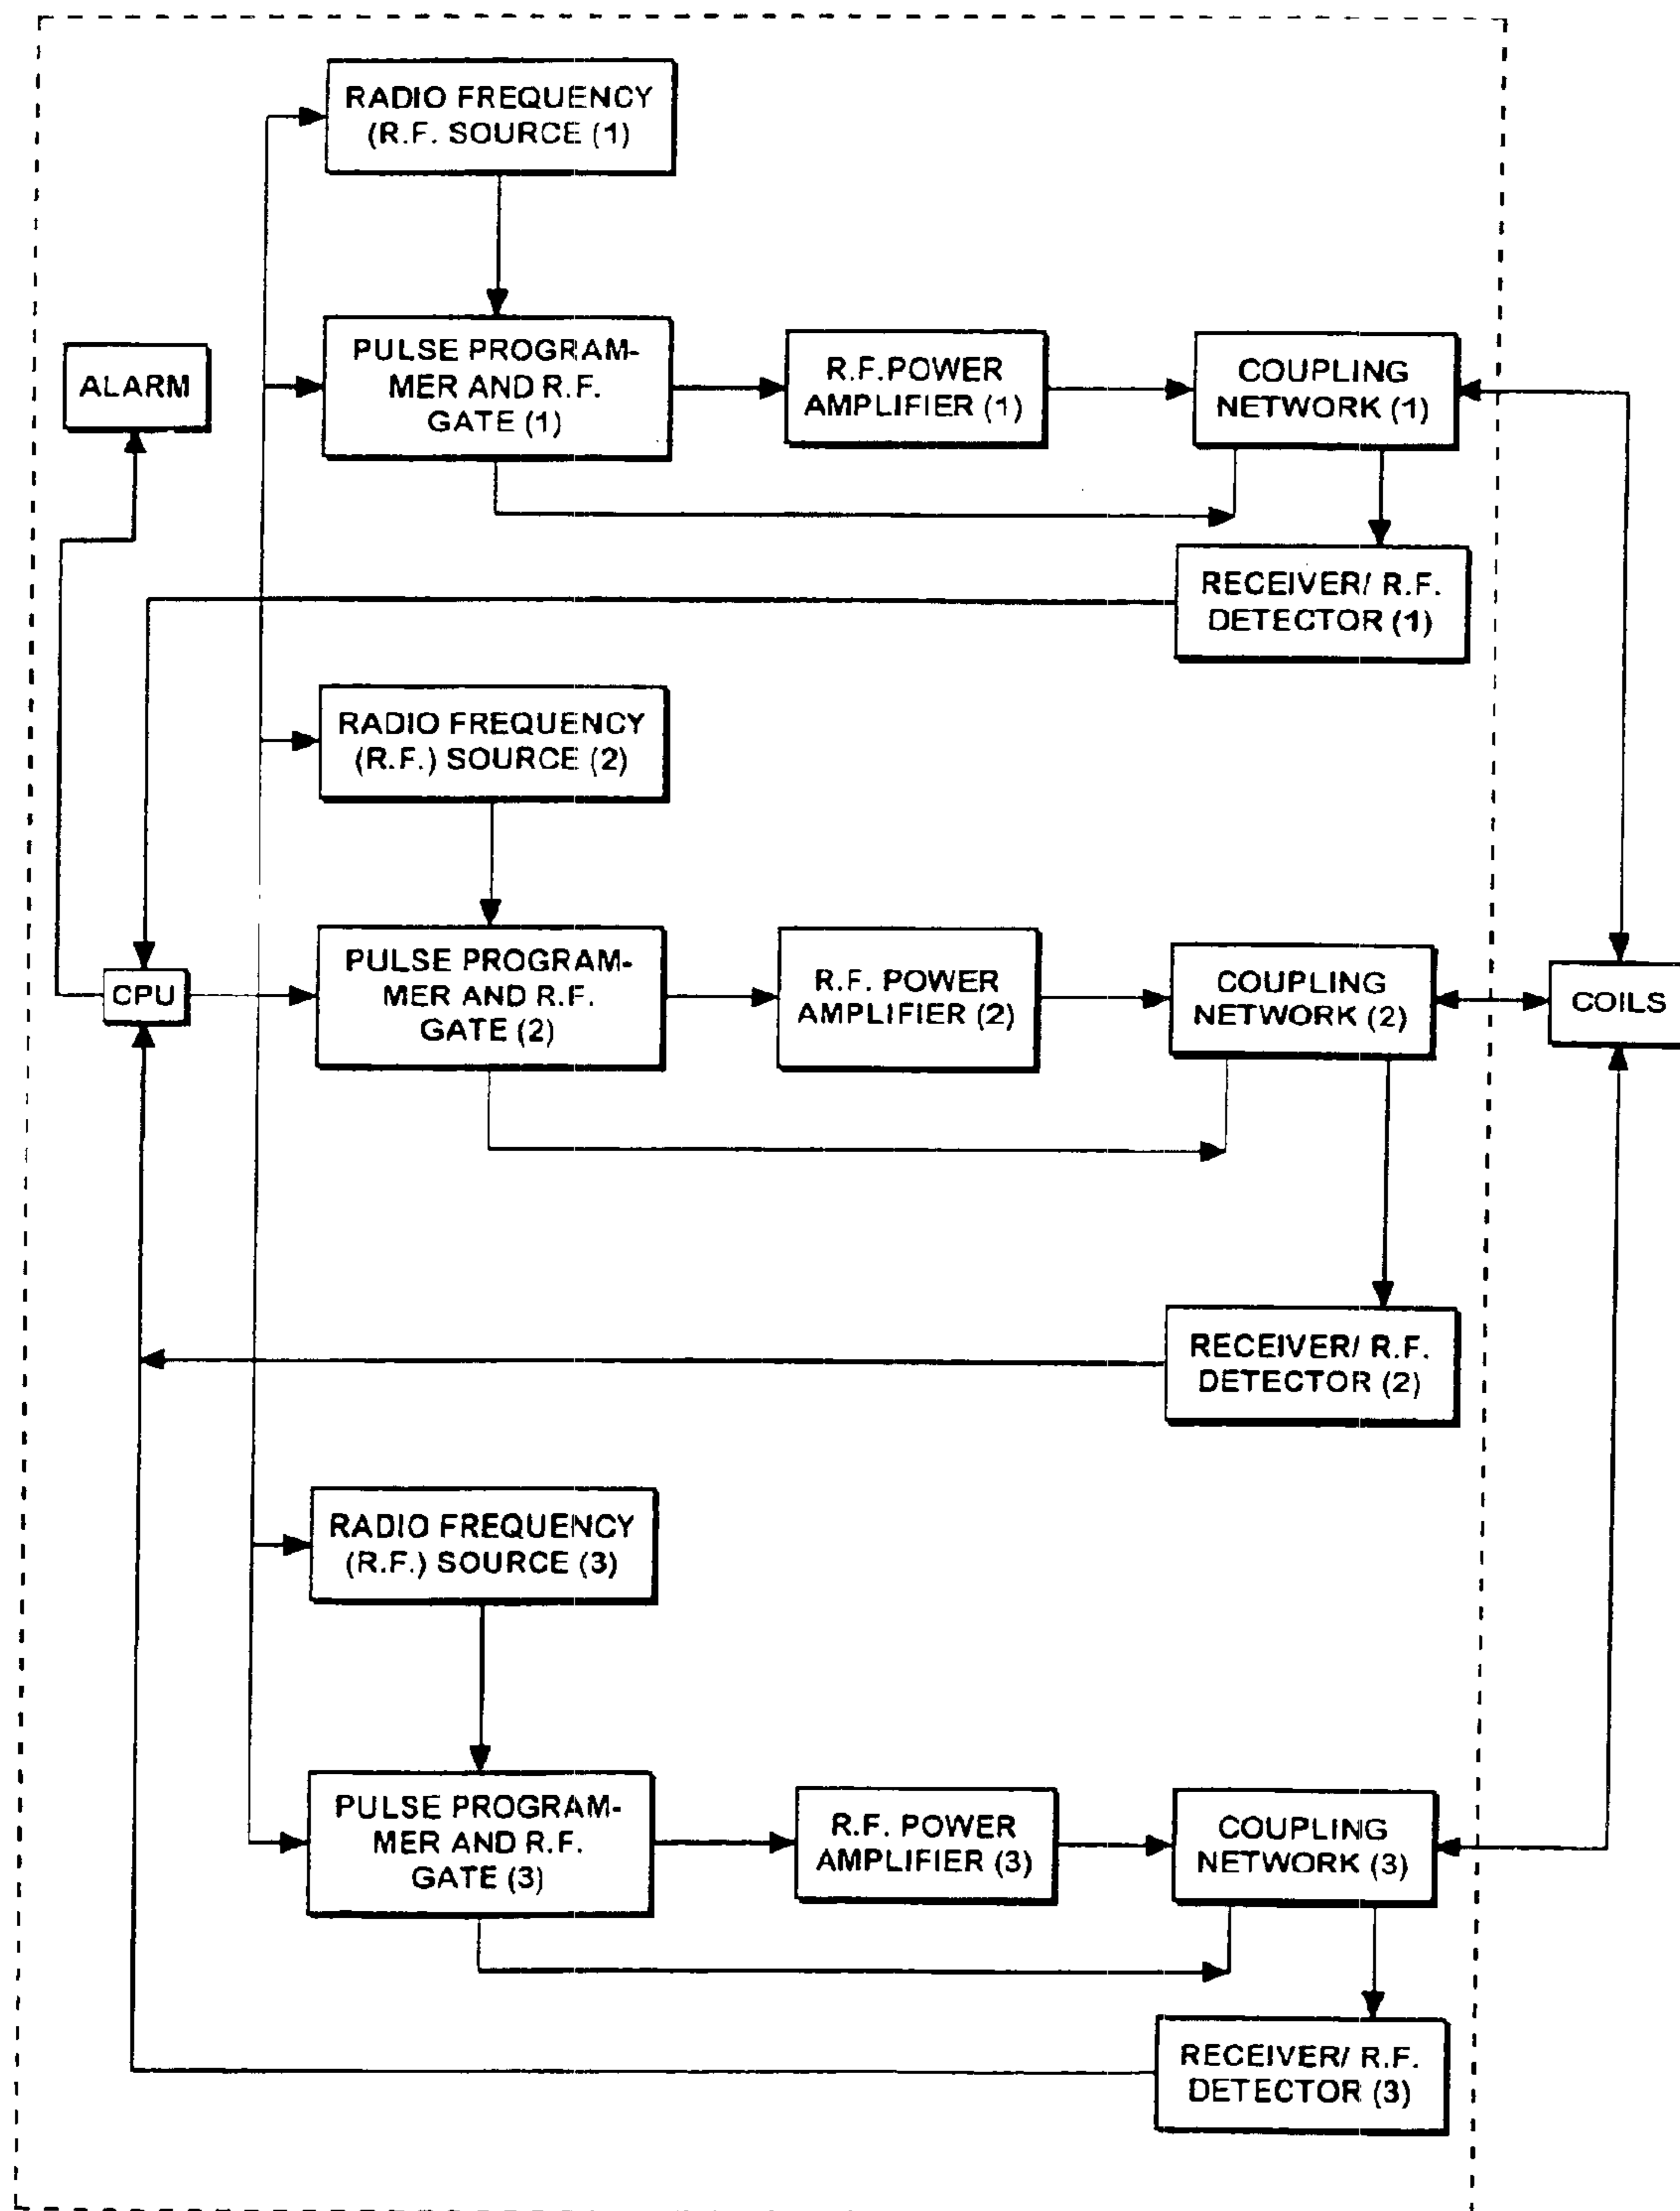 RADIO FREQUENCY
(R.F. SOURCE (1)
ALARM
PULSE PROGRAM-
MER AND R.F.
GATE (1)
R.F.POWER
AMPLIFIER (1)
COUPLING
NETWORK (1)
RECEIVER/ R.F.
DETECTOR (1)
RADIO FREQUENCY
(R.F.) SOURCE (2)
CPU
PULSE PROGRAM-
MER AND R.F.
GATE (2)
R.F. POWER
AMPLIFIER (2)
COUPLING
NETWORK (2)
COILS
RECEIVER/ R.F.
DETECTOR (2)
RADIO FREQUENCY
(R.F.) SOURCE (3)
PULSE PROGRAM-
MER AND R.F.
GATE (3)
R.F. POWER
AMPLIFIER (3)
COUPLING
NETWORK (3)
RECEIVER/ R.F.
DETECTOR (3)